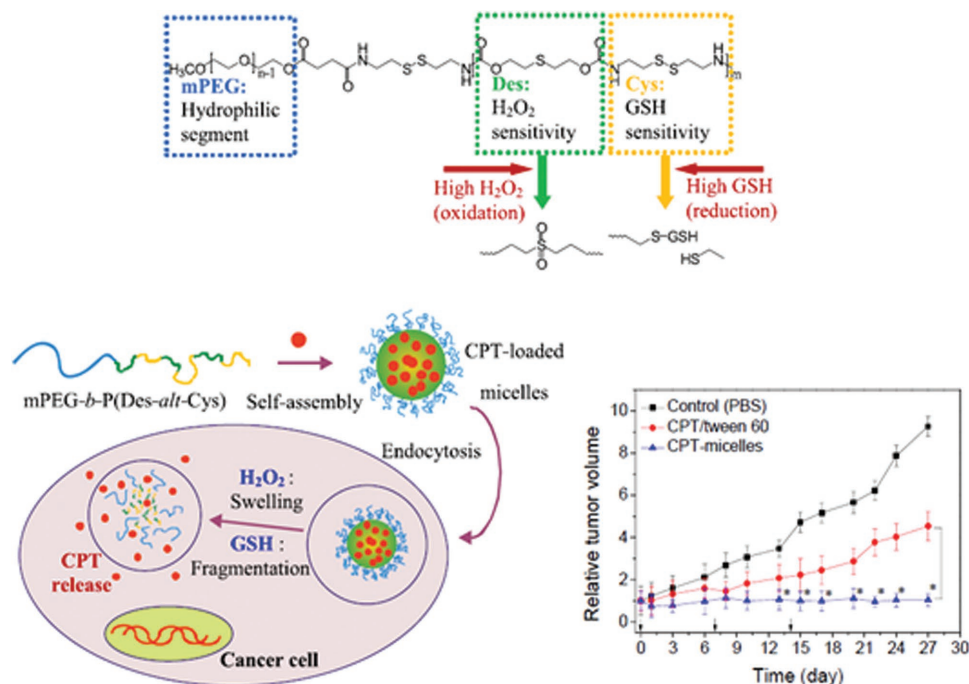 H₃CO
O
n-1
O
O
O
N
H
S
S
N
H
O
O
S
O
O
N
H
S
S
H
N
m
mPEG:
Hydrophilic
segment
Des:
H₂O₂
sensitivity
Cys:
GSH
sensitivity
High H₂O₂
(oxidation)
High GSH
(reduction)
O
S
O
S-GSH
HS
mPEG-b-P(Des-alt-Cys)
Self-assembly
CPT-loaded
micelles
Endocytosis
H₂O₂ :
Swelling
GSH :
Fragmentation
CPT
release
Cancer cell
Control (PBS)
CPT/tween 60
CPT-micelles
Relative tumor volume
10
8
6
4
2
0
* * * * * * *
0 3 6 9 12 15 18 21 24 27 30
Time (day)